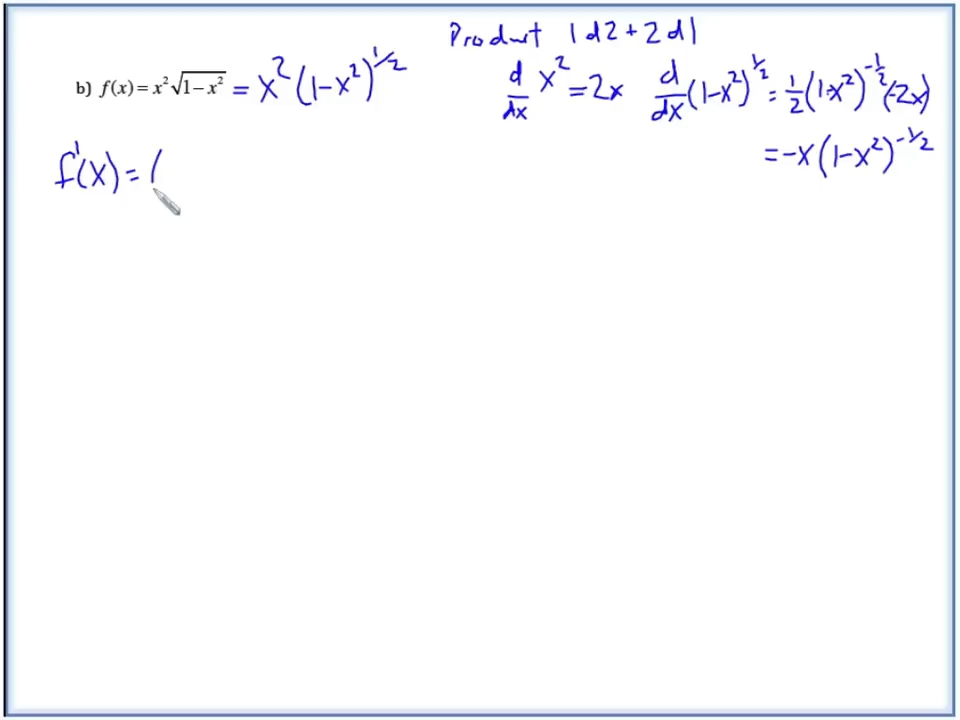 Product 1d2 + 2d1
b) f(x) = x²√1 − x² = x²(1-x²)^1/2
d/dx x² = 2x d/dx (1-x²)^1/2 = 1/2 (1-x²)^-1/2 (-2x)
= -x(1-x²)^-1/2
f'(x) = (